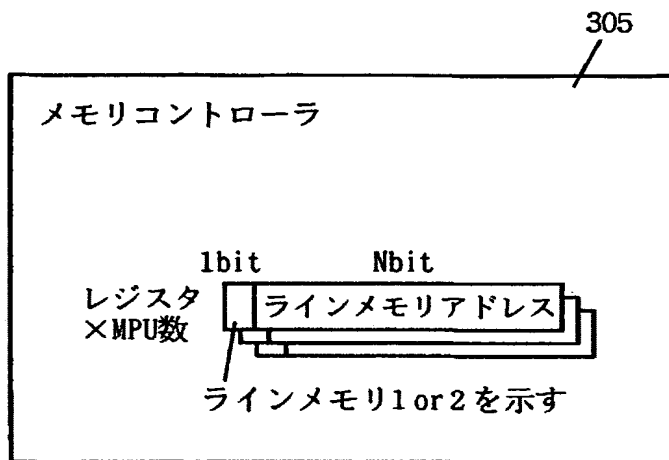 305
メモリコントローラ
1bit Nbit
レジスタ ラインメモリアドレス
×MPU数
ラインメモリ1or2を示す